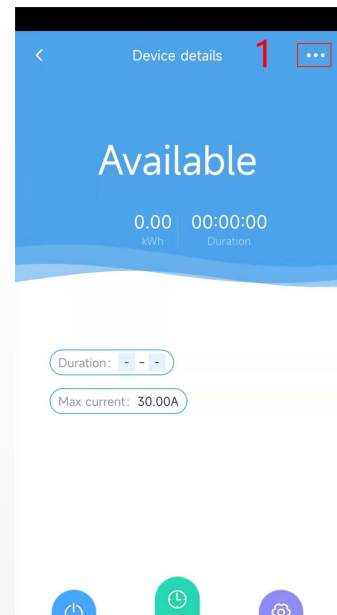 Device details 1 ...
Available
0.00 00:00:00
kWh Duration
Duration: - ~ -
Max current: 30.00A